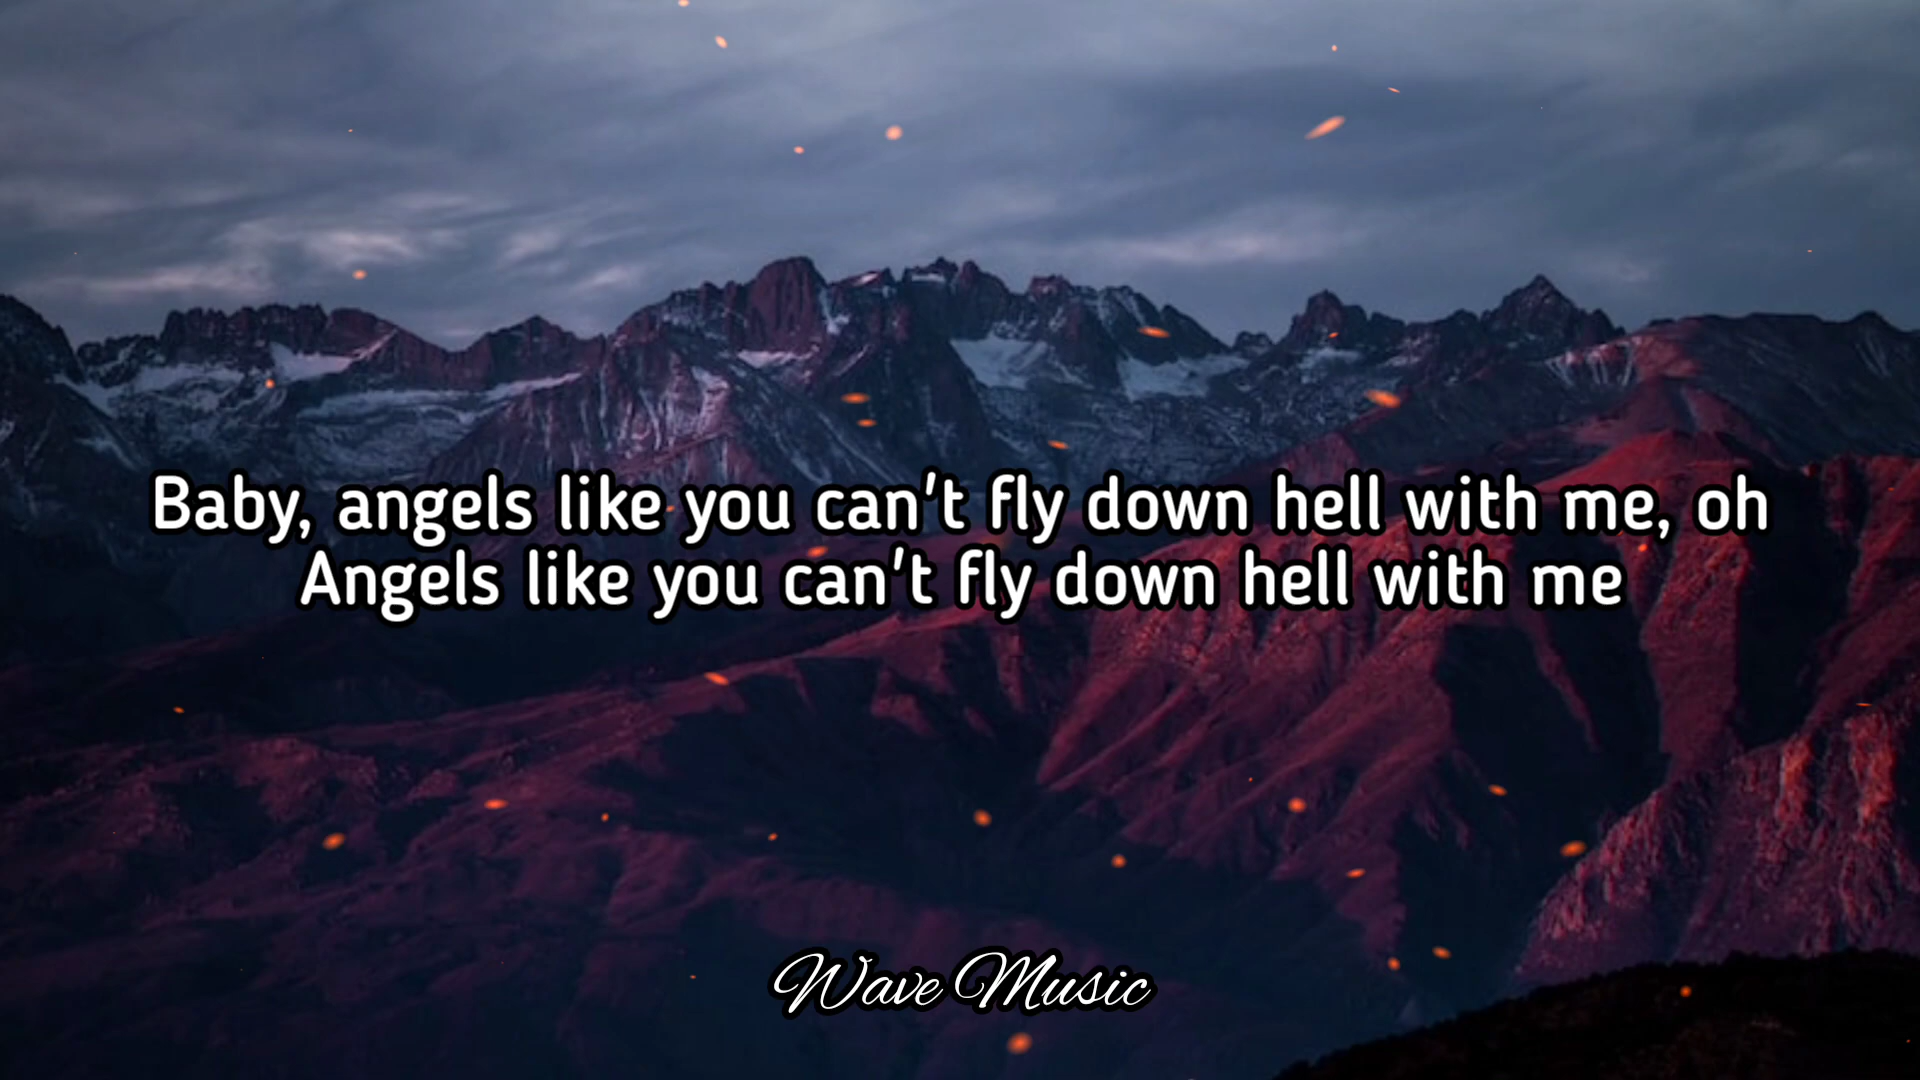 Baby, angels like you can't fly down hell with me, oh
Angels like you can't fly down hell with me
Wave Music